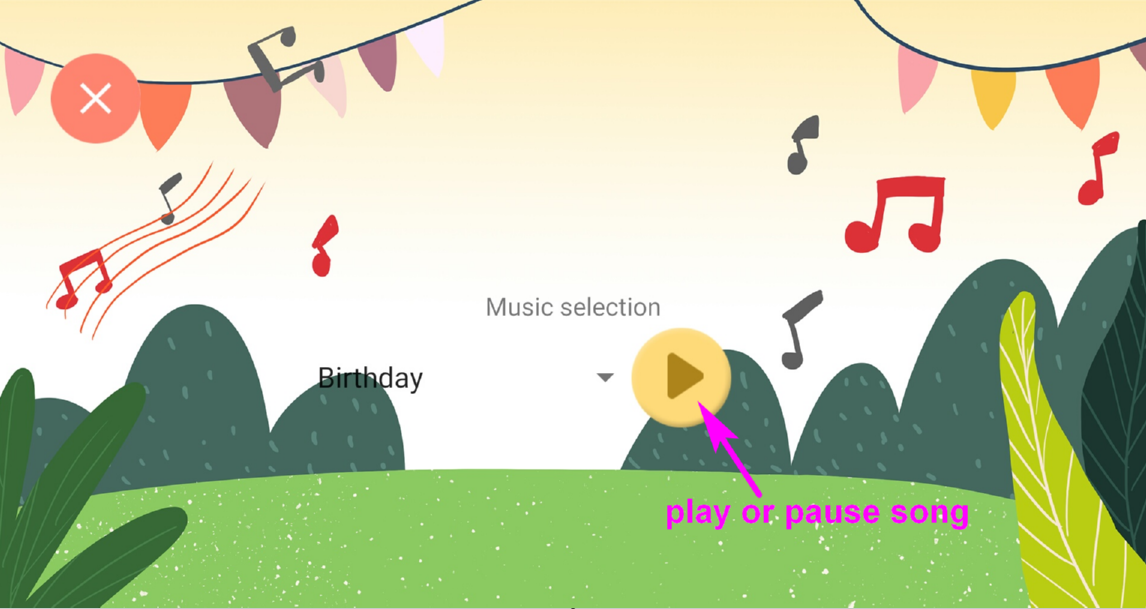 Music selection
Birthday
play or pause song